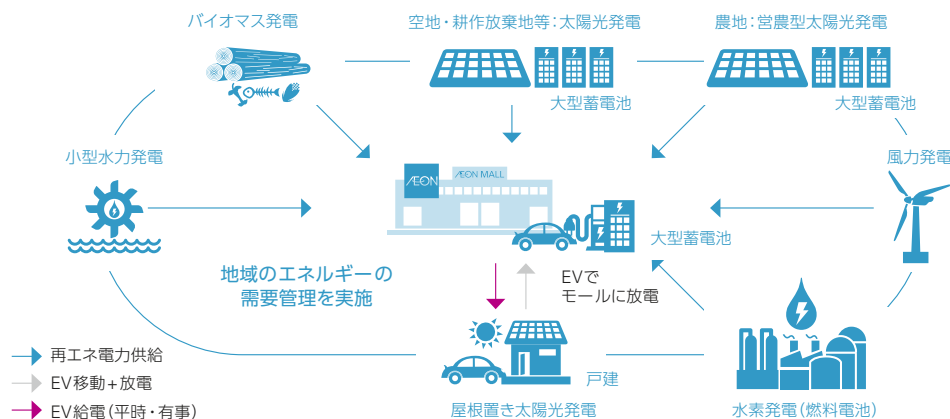 バイオマス発電
空地・耕作放棄地等:太陽光発電
農地:営農型太陽光発電
大型蓄電池
大型蓄電池
小型水力発電
風力発電
ÆON
ÆON MALL
大型蓄電池
地域のエネルギーの
需要管理を実施
EVで
モールに放電
戸建
屋根置き太陽光発電
水素発電(燃料電池)
再エネ電力供給
EV移動+放電
EV給電(平時・有事)